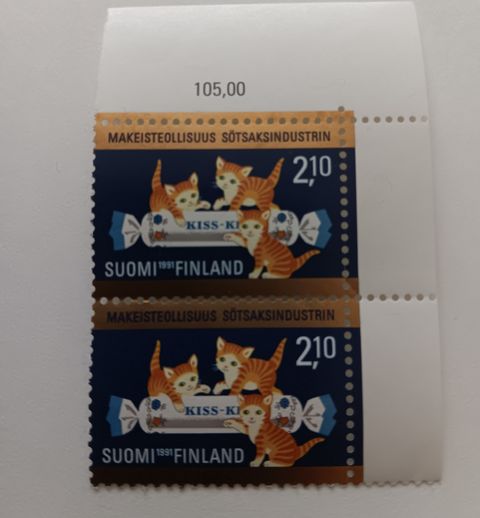 105,00
MAKEISTEOLLISUUS SÖTSAKSINDUSTRIN
2,10
KISS-KI
SUOMI 1991 FINLAND
MAKEISTEOLLISUUS SÖTSAKSINDUSTRIN
2,10
KISS-KI
SUOMI 1991 FINLAND